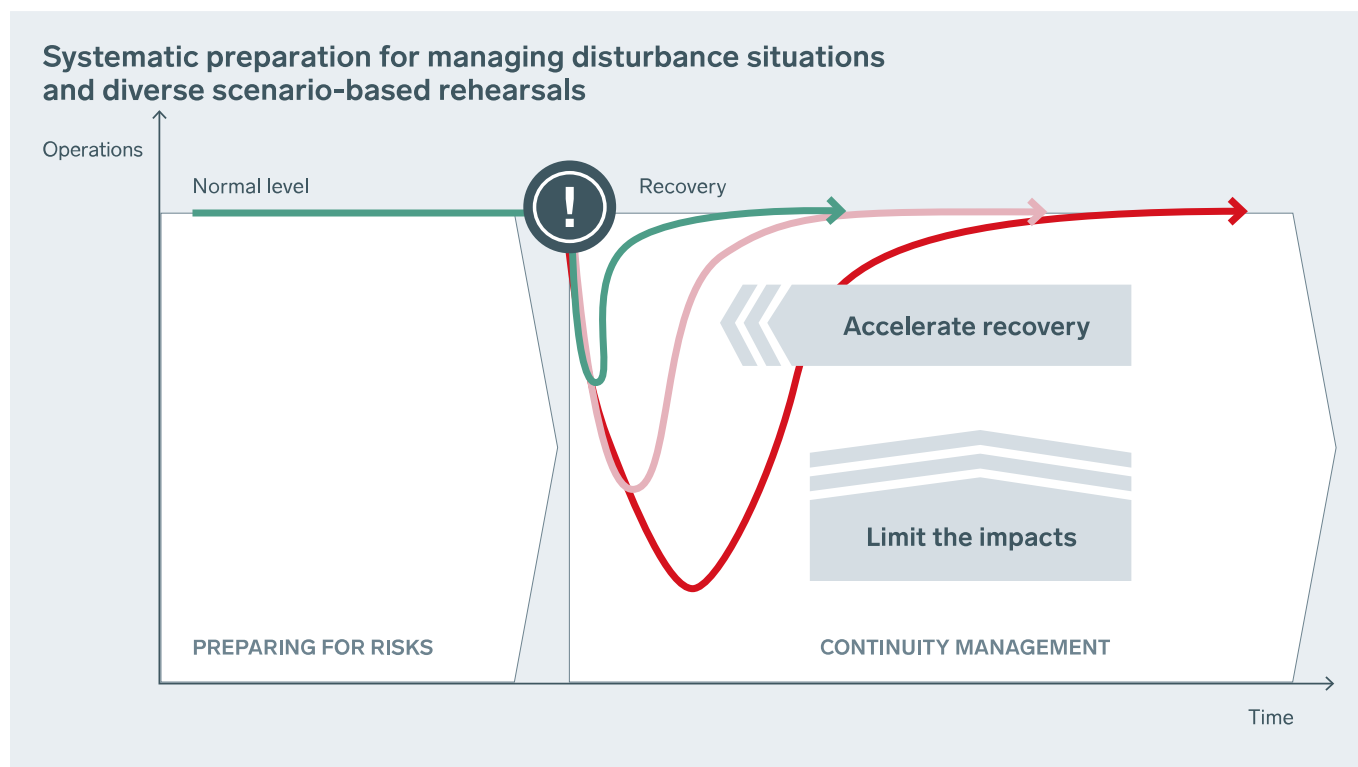 Systematic preparation for managing disturbance situations
and diverse scenario-based rehearsals
Operations
Normal level
!
Recovery
Accelerate recovery
Limit the impacts
PREPARING FOR RISKS
CONTINUITY MANAGEMENT
Time